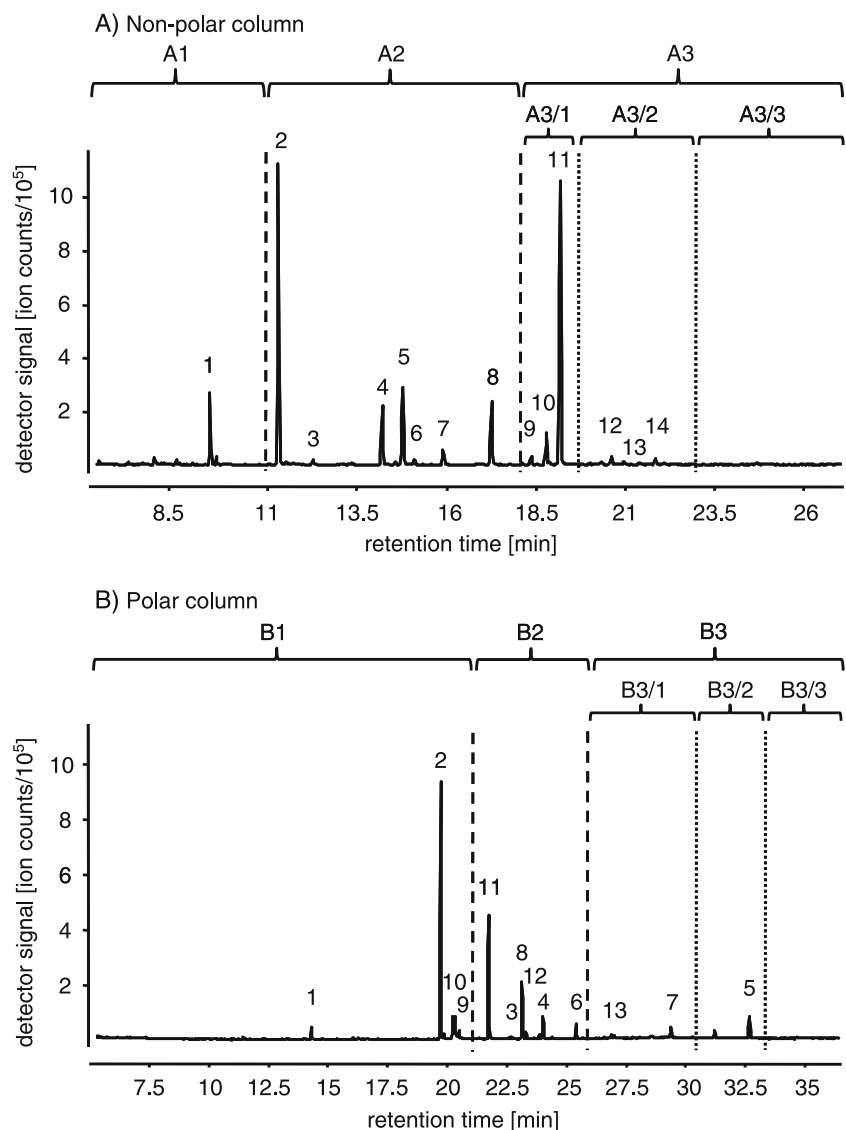 A) Non-polar column
A1 A2 A3
A3/1 A3/2 A3/3
detector signal [ion counts/10⁵]
10
8
6
4
2
1 2 3 4 5 6 7 8 9 10 11 12 13 14
8.5 11 13.5 16 18.5 21 23.5 26
retention time [min]
B) Polar column
B1 B2 B3
B3/1 B3/2 B3/3
detector signal [ion counts/10⁵]
10
8
6
4
2
1 2 10 9 11 3 8 12 4 6 13 7 5
7.5 10 12.5 15 17.5 20 22.5 25 27.5 30 32.5 35
retention time [min]